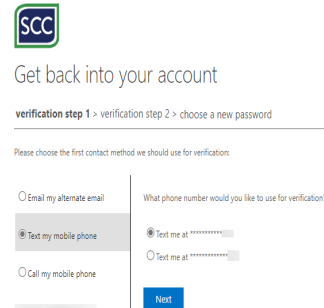 SCC
Get back into your account
verification step 1 > verification step 2 > choose a new password
Please choose the first contact method we should use for verification:
Email my alternate email
Text my mobile phone
Call my mobile phone
What phone number would you like to use for verification?
Text me at ***********
Text me at ************
Next